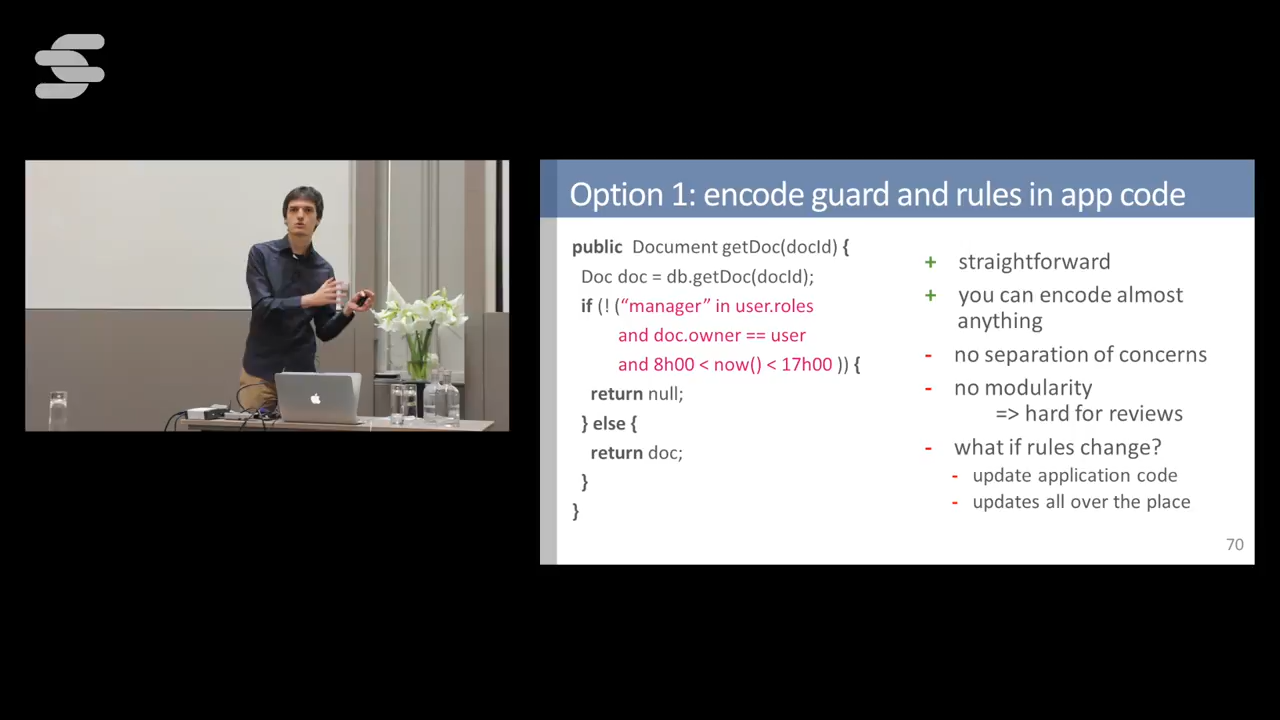 Option 1: encode guard and rules in app code
public Document getDoc(docId) {
Doc doc = db.getDoc(docId);
if (! (“manager” in user.roles
and doc.owner == user
and 8h00 < now() < 17h00 )) {
return null;
} else {
return doc;
}
}
+ straightforward
+ you can encode almost
anything
- no separation of concerns
- no modularity
=> hard for reviews
- what if rules change?
- update application code
- updates all over the place
70